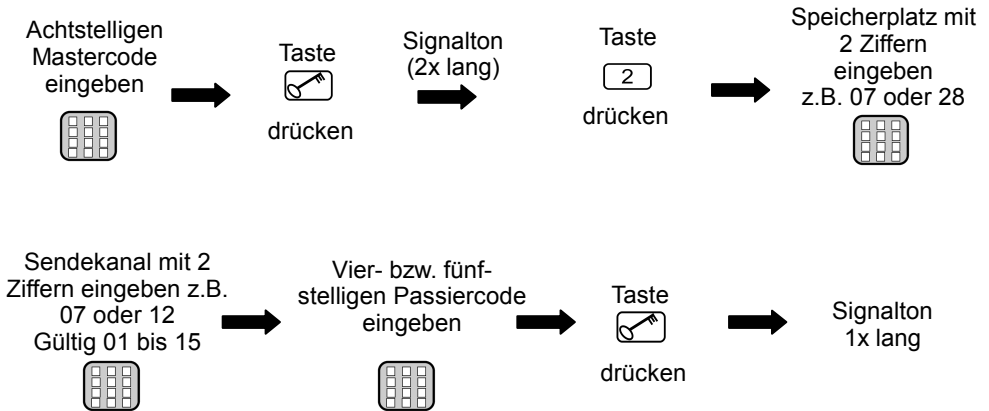 Achtstelligen
Mastercode
eingeben
Taste
drücken
Signalton
(2x lang)
Taste
2
drücken
Speicherplatz mit
2 Ziffern
eingeben
z.B. 07 oder 28
Sendekanal mit 2
Ziffern eingeben z.B.
07 oder 12
Gültig 01 bis 15
Vier- bzw. fünf-
stelligen Passiercode
eingeben
Taste
drücken
Signalton
1x lang